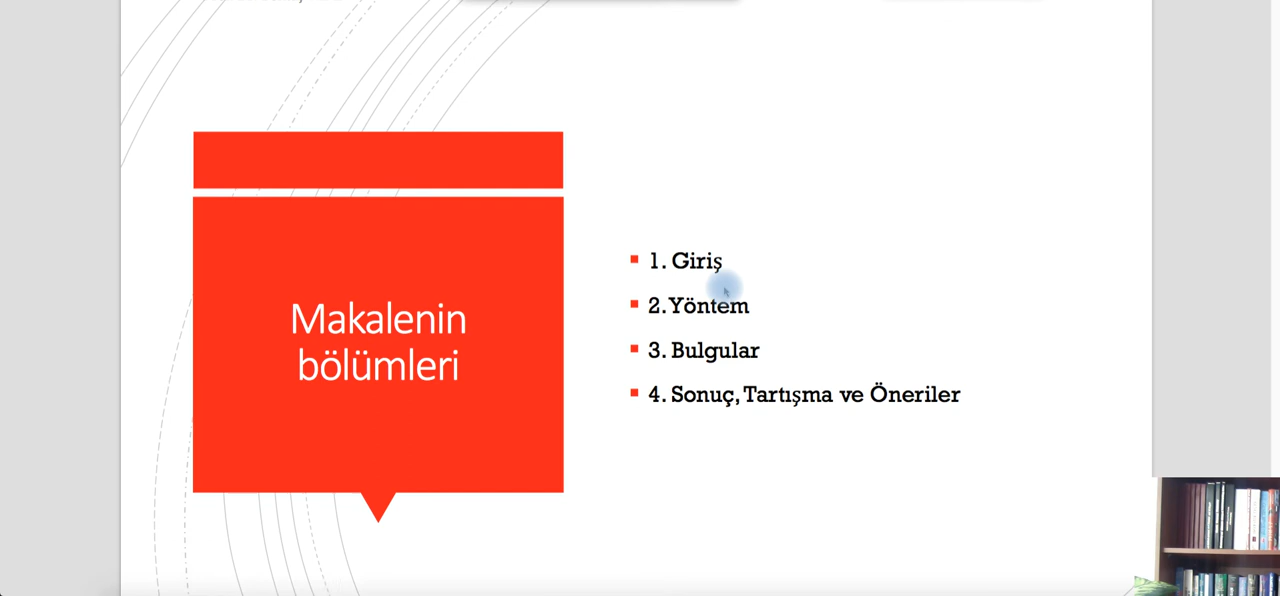 Makalenin
bölümleri
1. Giriş
2. Yöntem
3. Bulgular
4. Sonuç, Tartışma ve Öneriler